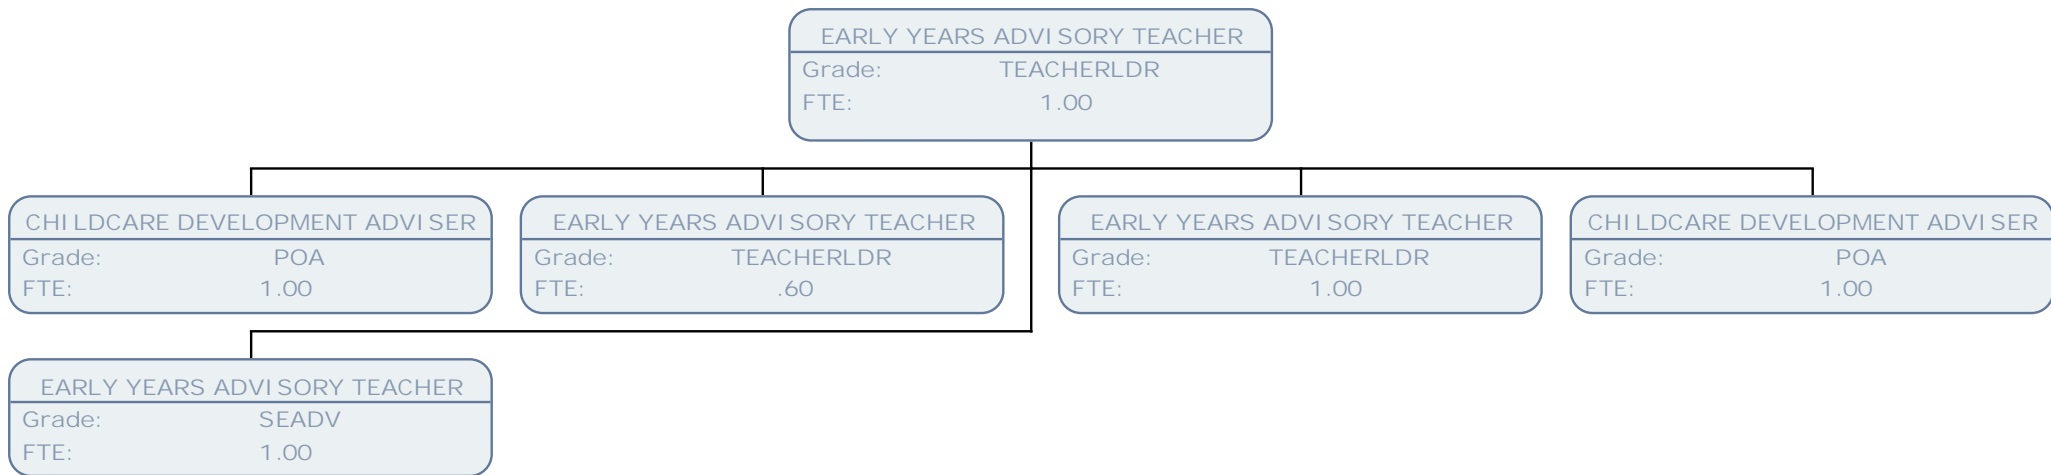 EARLY YEARS ADVISORY TEACHER
Grade: TEACHERLDR
FTE: 1.00
CHILDCARE DEVELOPMENT ADVISER
Grade: POA
FTE: 1.00
EARLY YEARS ADVISORY TEACHER
Grade: TEACHERLDR
FTE: .60
EARLY YEARS ADVISORY TEACHER
Grade: TEACHERLDR
FTE: 1.00
CHILDCARE DEVELOPMENT ADVISER
Grade: POA
FTE: 1.00
EARLY YEARS ADVISORY TEACHER
Grade: SEADV
FTE: 1.00